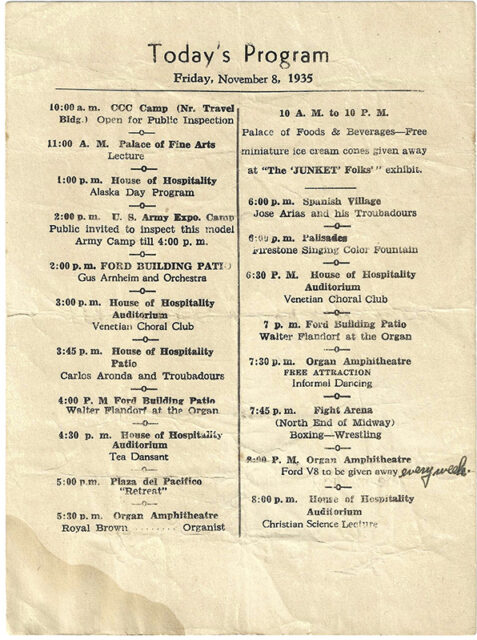 Today's Program
Friday, November 8, 1935
10:00 a. m. CCC Camp (Nr. Travel
Bldg.) Open for Public Inspection
—o—
11:00 A. M. Palace of Fine Arts
Lecture
—o—
1:00 p. m. House of Hospitality
Alaska Day Program
—o—
2:00 p. m. U. S. Army Expo. Camp
Public invited to inspect this model
Army Camp till 4:00 p. m.
—o—
2:00 p. m. FORD BUILDING PATIO
Gus Arnheim and Orchestra
—o—
3:00 p. m. House of Hospitality
Auditorium
Venetian Choral Club
—o—
3:45 p. m. House of Hospitality
Patio
Carlos Aronda and Troubadours
—o—
4:00 P. M Ford Building Patio
Walter Flandorf at the Organ
—o—
4:30 p. m. House of Hospitality
Auditorium
Tea Dansant
—o—
5:00 p. m. Plaza del Pacifico
"Retreat"
—o—
5:30 p. m. Organ Amphitheatre
Royal Brown ........ Organist
10 A. M. to 10 P. M.
Palace of Foods & Beverages—Free
miniature ice cream cones given away
at "The 'JUNKET' Folks'" exhibit.
6:00 p. m. Spanish Village
Jose Arias and his Troubadours
—o—
6:00 p. m. Palisades
Firestone Singing Color Fountain
—o—
6:30 P. M. House of Hospitality
Auditorium
Venetian Choral Club
—o—
7 p. m. Ford Building Patio
Walter Flandorf at the Organ
—o—
7:30 p. m. Organ Amphitheatre
FREE ATTRACTION
Informal Dancing
—o—
7:45 p. m. Fight Arena
(North End of Midway)
Boxing—Wrestling
—o—
8:00 P. M. Organ Amphitheatre
Ford V8 to be given away every week.
—o—
8:00 p. m. House of Hospitality
Auditorium
Christian Science Lecture